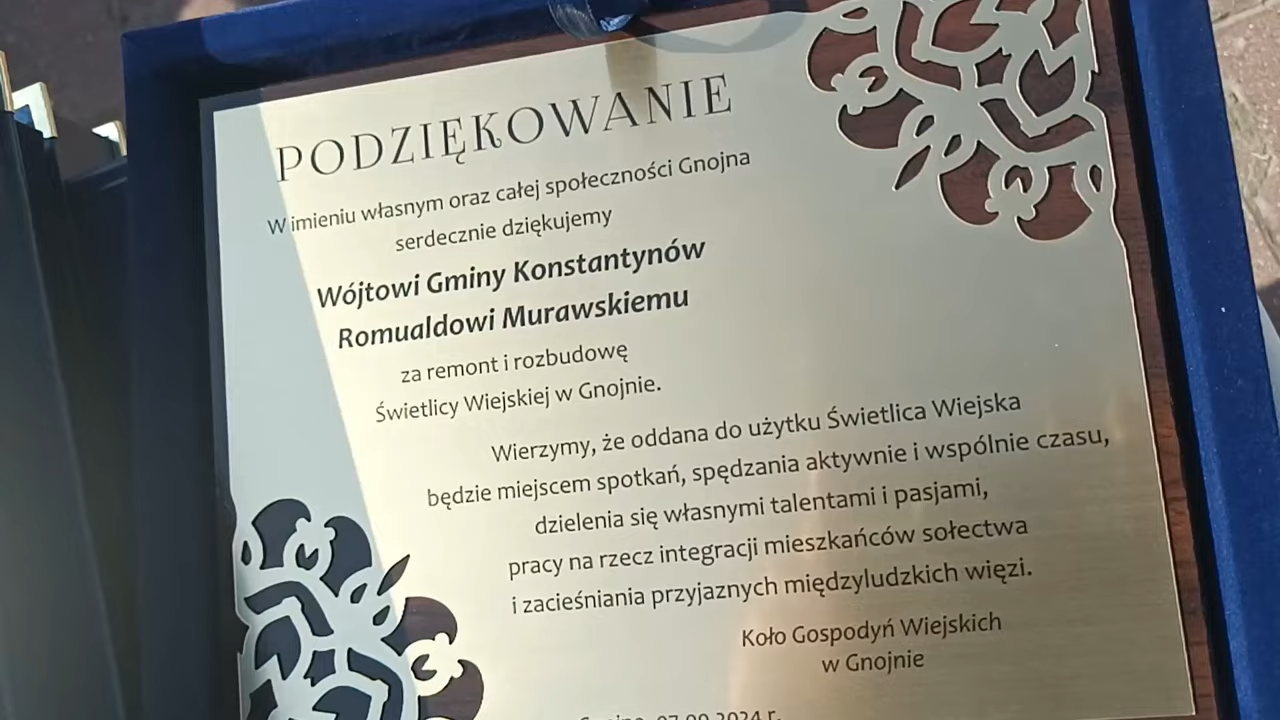 PODZIĘKOWANIE
W imieniu własnym oraz całej społeczności Gnojna
serdecznie dziękujemy
Wójtowi Gminy Konstantynów
Romualdowi Murawskiemu
za remont i rozbudowę
Świetlicy Wiejskiej w Gnojnie.
Wierzymy, że oddana do użytku Świetlica Wiejska
będzie miejscem spotkań, spędzania aktywnie i wspólnie czasu,
dzielenia się własnymi talentami i pasjami,
pracy na rzecz integracji mieszkańców sołectwa
i zacieśniania przyjaznych międzyludzkich więzi.
Koło Gospodyń Wiejskich
w Gnojnie
2024 r.